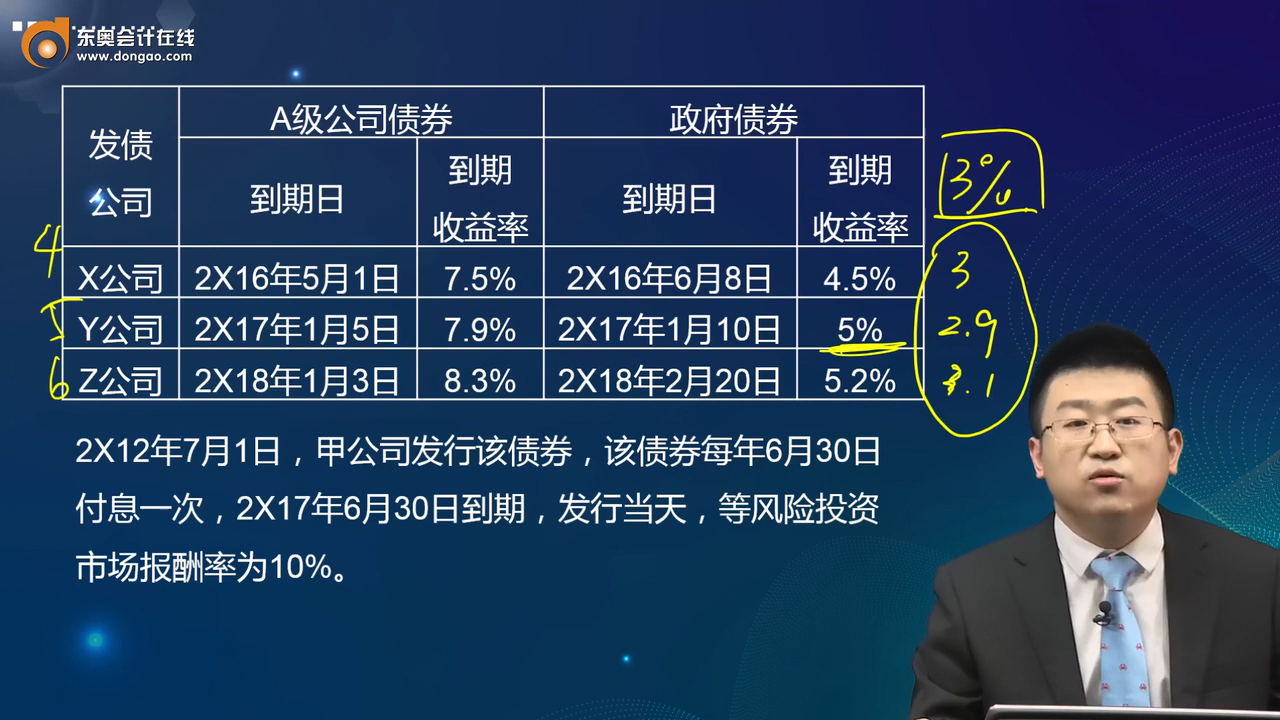 东奥会计在线
www.dongao.com
发债公司 A级公司债券 政府债券
到期日 到期收益率 到期日 到期收益率
3%
4 X公司 2X16年5月1日 7.5% 2X16年6月8日 4.5% 3
5 Y公司 2X17年1月5日 7.9% 2X17年1月10日 5% 2.9
6 Z公司 2X18年1月3日 8.3% 2X18年2月20日 5.2% 3.1
2X12年7月1日，甲公司发行该债券，该债券每年6月30日
付息一次，2X17年6月30日到期，发行当天，等风险投资
市场报酬率为10%。